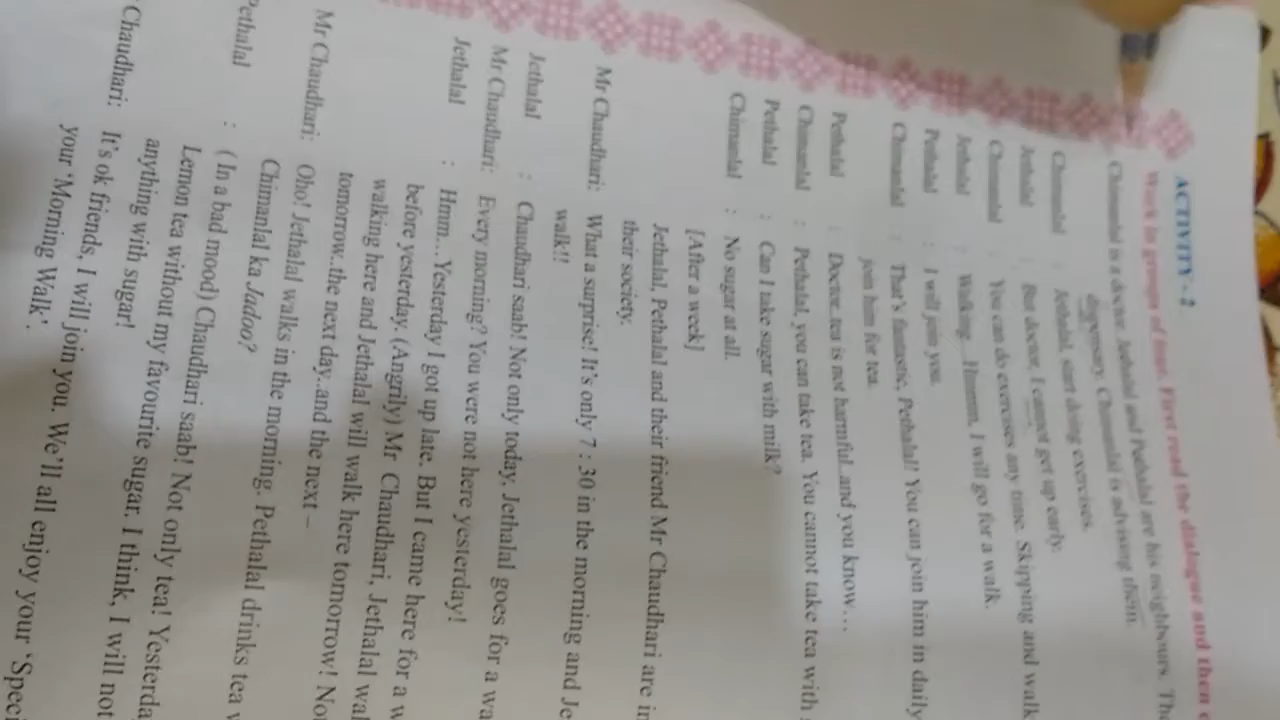 ACTIVITY - 2
Work in groups of four. First read the dialogue and then
Chimanlal is a doctor. Jethalal and Pethalal are his neighbours.
dispensary. Chimanlal is advising them.
Chimanlal : Jethalal, start doing exercises.
Jethalal : But doctor, I cannot get up early.
Chimanlal : You can do exercises any time. Skipping and walk
Jethalal : Walking...Hmmm, I will go for a walk.
Pethalal : I will join you.
Chimanlal : That's fantastic, Pethalal! You can join him in daily
join him for tea.
Pethalal : Doctor, tea is not harmful..and you know...
Chimanlal : Pethalal, you can take tea. You cannot take tea with
Pethalal : Can I take sugar with milk?
Chimanlal : No sugar at all.
[After a week]
Jethalal, Pethalal and their friend Mr Chaudhari are in
their society.
Mr Chaudhari: What a surprise! It's only 7 : 30 in the morning and Je
walk!!
Jethalal : Chaudhari saab! Not only today, Jethalal goes for a wa
Mr Chaudhari: Every morning? You were not here yesterday!
Jethalal : Hmm...Yesterday I got up late. But I came here for a w
before yesterday. (Angrily) Mr Chaudhari, Jethalal wal
walking here and Jethalal will walk here tomorrow! No
tomorrow..the next day..and the next –
Mr Chaudhari: Oho! Jethalal walks in the morning. Pethalal drinks tea
Chimanlal ka Jadoo?
Pethalal : ( In a bad mood) Chaudhari saab! Not only tea! Yesterda
Lemon tea without my favourite sugar. I think, I will not
anything with sugar!
Chaudhari: It's ok friends, I will join you. We'll all enjoy your 'Speci
your 'Morning Walk'.